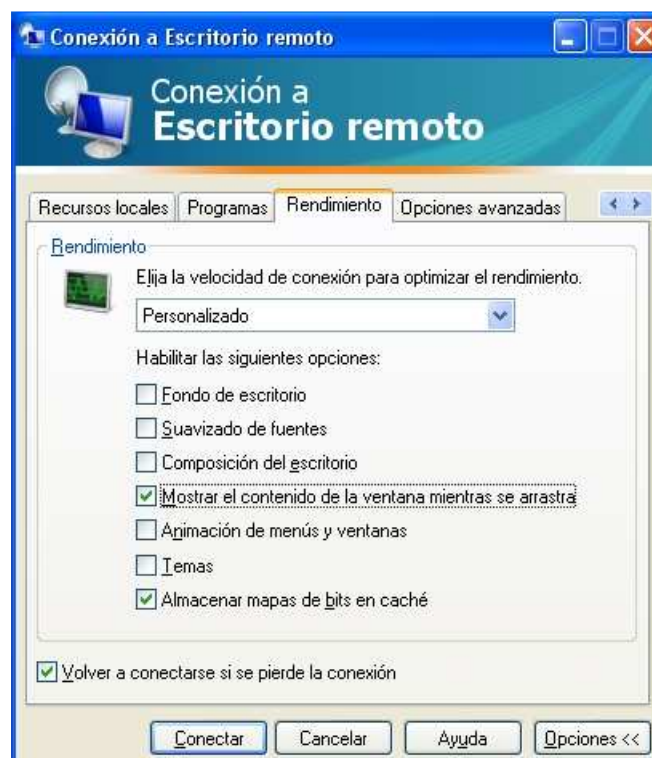 Conexión a Escritorio remoto
Conexión a
Escritorio remoto
Recursos locales Programas Rendimiento Opciones avanzadas
Rendimiento
Elija la velocidad de conexión para optimizar el rendimiento.
Personalizado
Habilitar las siguientes opciones:
Fondo de escritorio
Suavizado de fuentes
Composición del escritorio
Mostrar el contenido de la ventana mientras se arrastra
Animación de menús y ventanas
Temas
Almacenar mapas de bits en caché
Volver a conectarse si se pierde la conexión
Conectar Cancelar Ayuda Opciones <<